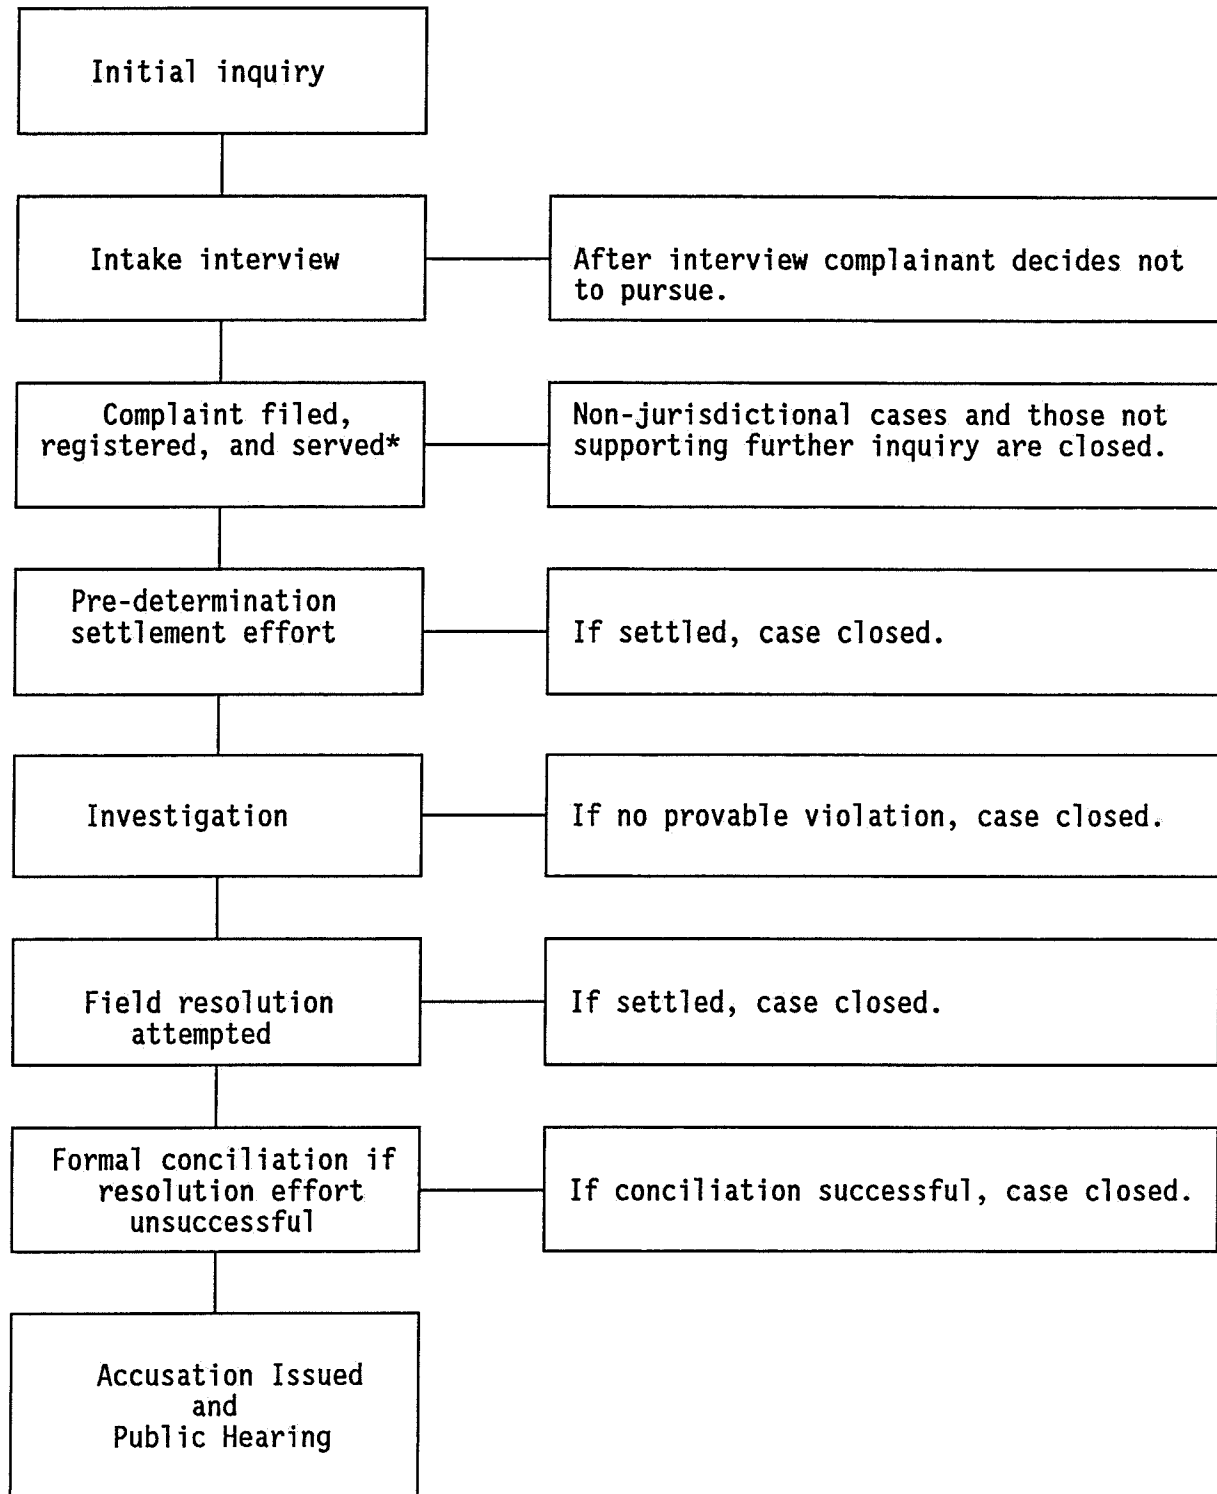 Initial inquiry
Intake interview
After interview complainant decides not
to pursue.
Complaint filed,
registered, and served*
Non-jurisdictional cases and those not
supporting further inquiry are closed.
Pre-determination
settlement effort
If settled, case closed.
Investigation
If no provable violation, case closed.
Field resolution
attempted
If settled, case closed.
Formal conciliation if
resolution effort
unsuccessful
If conciliation successful, case closed.
Accusation Issued
and
Public Hearing